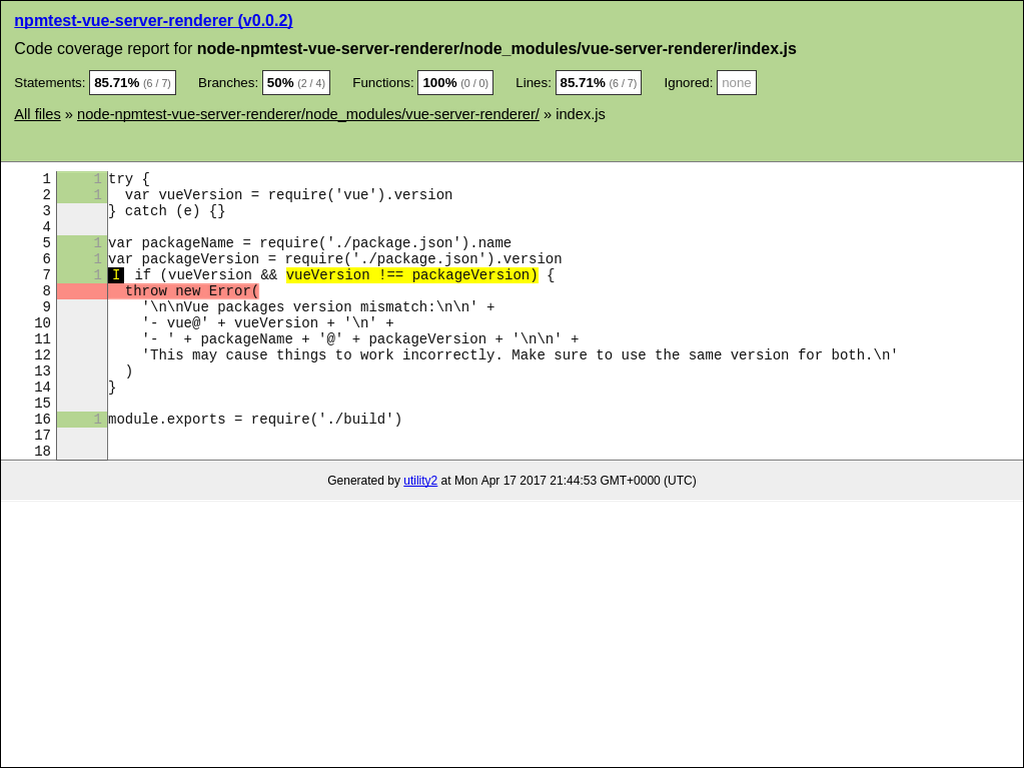 npmtest-vue-server-renderer (v0.0.2)
Code coverage report for node-npmtest-vue-server-renderer/node_modules/vue-server-renderer/index.js
Statements: 85.71% (6 / 7) Branches: 50% (2 / 4) Functions: 100% (0 / 0) Lines: 85.71% (6 / 7) Ignored: none
All files » node-npmtest-vue-server-renderer/node_modules/vue-server-renderer/ » index.js
1 1 try {
2 1   var vueVersion = require('vue').version
3 } catch (e) {}
4
5 1 var packageName = require('./package.json').name
6 1 var packageVersion = require('./package.json').version
7 1 I if (vueVersion && vueVersion !== packageVersion) {
8   throw new Error(
9     '\n\nVue packages version mismatch:\n\n' +
10     '- vue@' + vueVersion + '\n' +
11     '- ' + packageName + '@' + packageVersion + '\n\n' +
12     'This may cause things to work incorrectly. Make sure to use the same version for both.\n'
13   )
14 }
15
16 1 module.exports = require('./build')
17
18
Generated by utility2 at Mon Apr 17 2017 21:44:53 GMT+0000 (UTC)